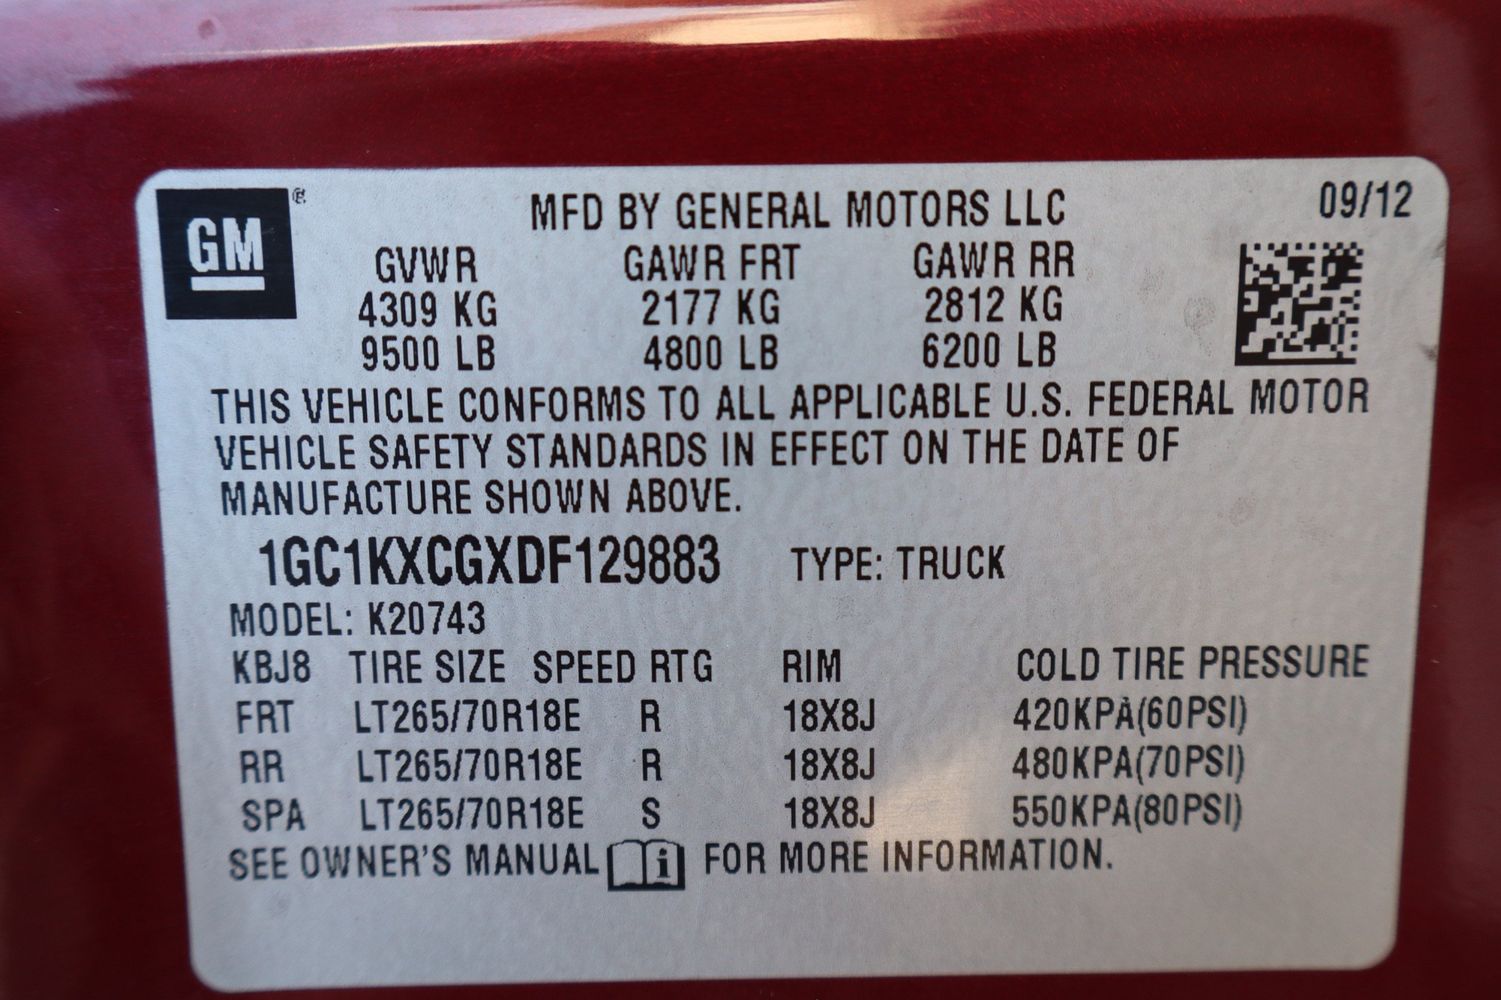 GM
MFD BY GENERAL MOTORS LLC 09/12
GVWR GAWR FRT GAWR RR
4309 KG 2177 KG 2812 KG
9500 LB 4800 LB 6200 LB
THIS VEHICLE CONFORMS TO ALL APPLICABLE U.S. FEDERAL MOTOR
VEHICLE SAFETY STANDARDS IN EFFECT ON THE DATE OF
MANUFACTURE SHOWN ABOVE.
1GC1KXCGXDF129883 TYPE: TRUCK
MODEL: K20743
KBJ8 TIRE SIZE SPEED RTG RIM COLD TIRE PRESSURE
FRT LT265/70R18E R 18X8J 420KPA(60PSI)
RR LT265/70R18E R 18X8J 480KPA(70PSI)
SPA LT265/70R18E S 18X8J 550KPA(80PSI)
SEE OWNER'S MANUAL i FOR MORE INFORMATION.